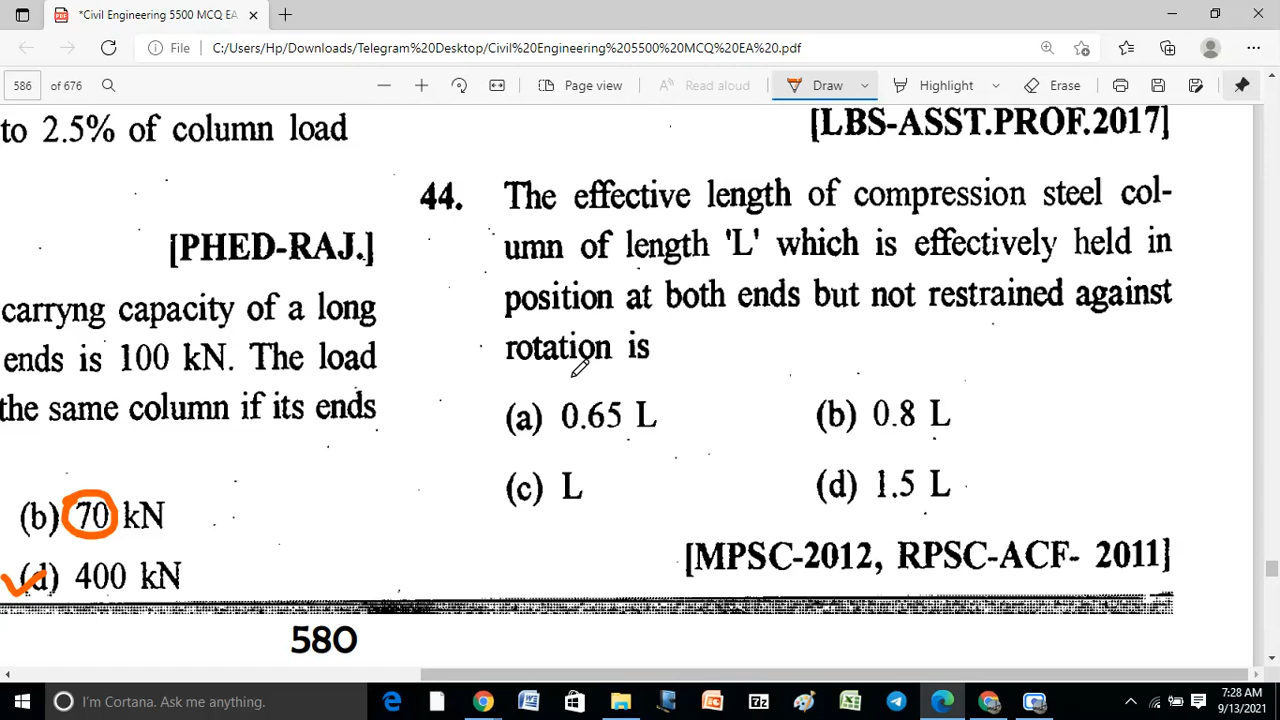 *Civil Engineering 5500 MCQ EA
File
C:/Users/Hp/Downloads/Telegram%20Desktop/Civil%20Engineering%205500%20MCQ%20EA%20.pdf
586 of 676
Page view
Read aloud
Draw
Highlight
Erase
to 2.5% of column load
[PHED-RAJ.]
carryng capacity of a long
ends is 100 kN. The load
the same column if its ends
(b) 70 kN
(d) 400 kN
[LBS-ASST.PROF.2017]
44. The effective length of compression steel col-
umn of length 'L' which is effectively held in
position at both ends but not restrained against
rotation is
(a) 0.65 L (b) 0.8 L
(c) L (d) 1.5 L
[MPSC-2012, RPSC-ACF- 2011]
580
I'm Cortana. Ask me anything.
7:28 AM
9/13/2021